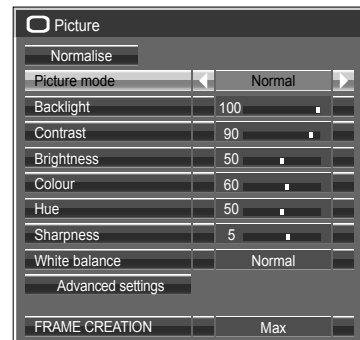 Picture
Normalise
Picture mode Normal
Backlight 100
Contrast 90
Brightness 50
Colour 60
Hue 50
Sharpness 5
White balance Normal
Advanced settings
FRAME CREATION Max